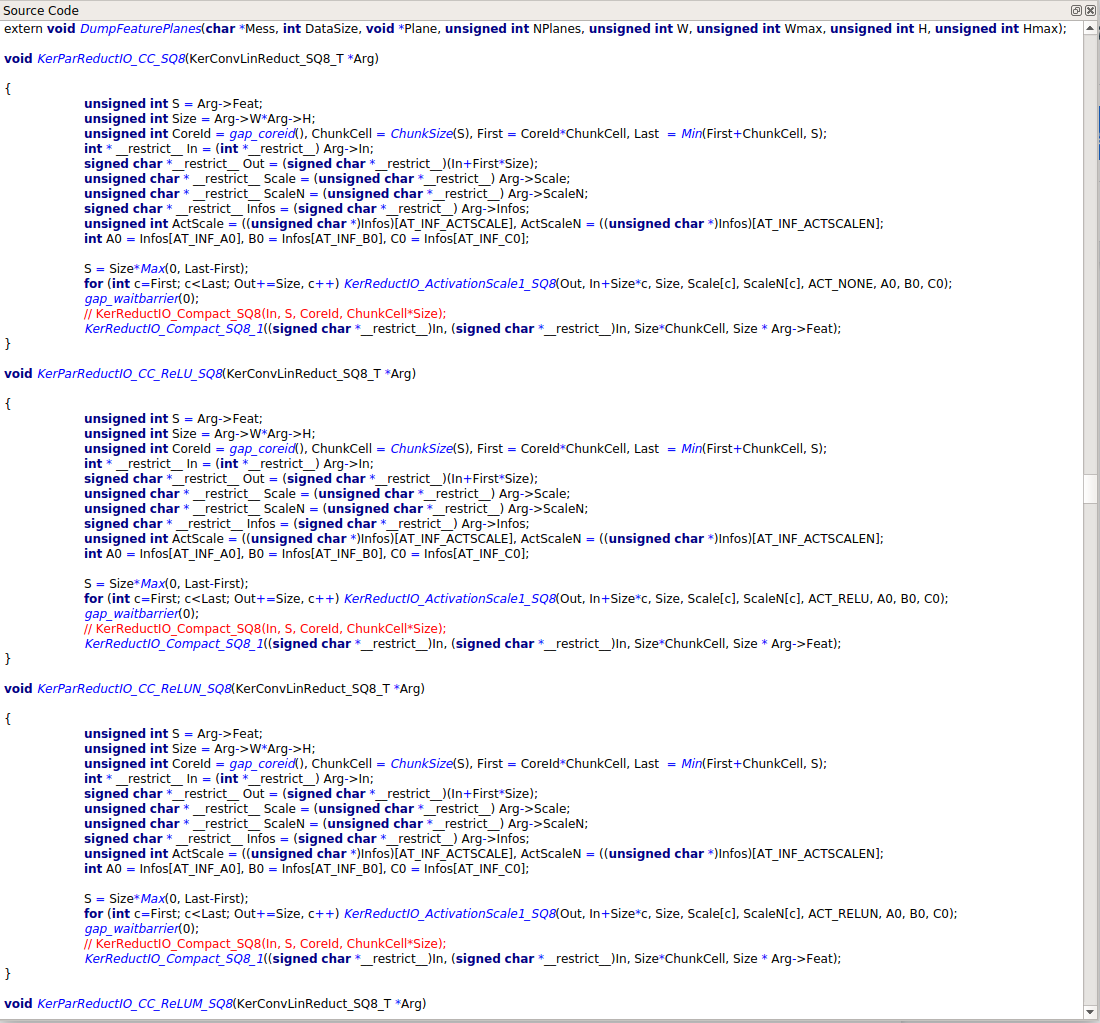 Source Code
extern void DumpFeaturePlanes(char *Mess, int DataSize, void *Plane, unsigned int NPlanes, unsigned int W, unsigned int Wmax, unsigned int H, unsigned int Hmax);
void KerParReductIO_CC_SQ8(KerConvLinReduct_SQ8_T *Arg)
{
unsigned int S = Arg->Feat;
unsigned int Size = Arg->W*Arg->H;
unsigned int CoreId = gap_coreid(), ChunkCell = ChunkSize(S), First = CoreId*ChunkCell, Last  = Min(First+ChunkCell, S);
int * __restrict__ In = (int *__restrict__) Arg->In;
signed char *__restrict__ Out = (signed char *__restrict__)(In+First*Size);
unsigned char * __restrict__ Scale = (unsigned char *__restrict__) Arg->Scale;
unsigned char * __restrict__ ScaleN = (unsigned char *__restrict__) Arg->ScaleN;
signed char * __restrict__ Infos = (signed char *__restrict__) Arg->Infos;
unsigned int ActScale = ((unsigned char *)Infos)[AT_INF_ACTSCALE], ActScaleN = ((unsigned char *)Infos)[AT_INF_ACTSCALEN];
int A0 = Infos[AT_INF_A0], B0 = Infos[AT_INF_B0], C0 = Infos[AT_INF_C0];
S = Size*Max(0, Last-First);
for (int c=First; c<Last; Out+=Size, c++) KerReductIO_ActivationScale1_SQ8(Out, In+Size*c, Size, Scale[c], ScaleN[c], ACT_NONE, A0, B0, C0);
gap_waitbarrier(0);
// KerReductIO_Compact_SQ8(In, S, CoreId, ChunkCell*Size);
KerReductIO_Compact_SQ8_1((signed char *__restrict__)In, (signed char *__restrict__)In, Size*ChunkCell, Size * Arg->Feat);
}
void KerParReductIO_CC_ReLU_SQ8(KerConvLinReduct_SQ8_T *Arg)
{
unsigned int S = Arg->Feat;
unsigned int Size = Arg->W*Arg->H;
unsigned int CoreId = gap_coreid(), ChunkCell = ChunkSize(S), First = CoreId*ChunkCell, Last  = Min(First+ChunkCell, S);
int * __restrict__ In = (int *__restrict__) Arg->In;
signed char *__restrict__ Out = (signed char *__restrict__)(In+First*Size);
unsigned char * __restrict__ Scale = (unsigned char *__restrict__) Arg->Scale;
unsigned char * __restrict__ ScaleN = (unsigned char *__restrict__) Arg->ScaleN;
signed char * __restrict__ Infos = (signed char *__restrict__) Arg->Infos;
unsigned int ActScale = ((unsigned char *)Infos)[AT_INF_ACTSCALE], ActScaleN = ((unsigned char *)Infos)[AT_INF_ACTSCALEN];
int A0 = Infos[AT_INF_A0], B0 = Infos[AT_INF_B0], C0 = Infos[AT_INF_C0];
S = Size*Max(0, Last-First);
for (int c=First; c<Last; Out+=Size, c++) KerReductIO_ActivationScale1_SQ8(Out, In+Size*c, Size, Scale[c], ScaleN[c], ACT_RELU, A0, B0, C0);
gap_waitbarrier(0);
// KerReductIO_Compact_SQ8(In, S, CoreId, ChunkCell*Size);
KerReductIO_Compact_SQ8_1((signed char *__restrict__)In, (signed char *__restrict__)In, Size*ChunkCell, Size * Arg->Feat);
}
void KerParReductIO_CC_ReLUN_SQ8(KerConvLinReduct_SQ8_T *Arg)
{
unsigned int S = Arg->Feat;
unsigned int Size = Arg->W*Arg->H;
unsigned int CoreId = gap_coreid(), ChunkCell = ChunkSize(S), First = CoreId*ChunkCell, Last  = Min(First+ChunkCell, S);
int * __restrict__ In = (int *__restrict__) Arg->In;
signed char *__restrict__ Out = (signed char *__restrict__)(In+First*Size);
unsigned char * __restrict__ Scale = (unsigned char *__restrict__) Arg->Scale;
unsigned char * __restrict__ ScaleN = (unsigned char *__restrict__) Arg->ScaleN;
signed char * __restrict__ Infos = (signed char *__restrict__) Arg->Infos;
unsigned int ActScale = ((unsigned char *)Infos)[AT_INF_ACTSCALE], ActScaleN = ((unsigned char *)Infos)[AT_INF_ACTSCALEN];
int A0 = Infos[AT_INF_A0], B0 = Infos[AT_INF_B0], C0 = Infos[AT_INF_C0];
S = Size*Max(0, Last-First);
for (int c=First; c<Last; Out+=Size, c++) KerReductIO_ActivationScale1_SQ8(Out, In+Size*c, Size, Scale[c], ScaleN[c], ACT_RELUN, A0, B0, C0);
gap_waitbarrier(0);
// KerReductIO_Compact_SQ8(In, S, CoreId, ChunkCell*Size);
KerReductIO_Compact_SQ8_1((signed char *__restrict__)In, (signed char *__restrict__)In, Size*ChunkCell, Size * Arg->Feat);
}
void KerParReductIO_CC_ReLUM_SQ8(KerConvLinReduct_SQ8_T *Arg)